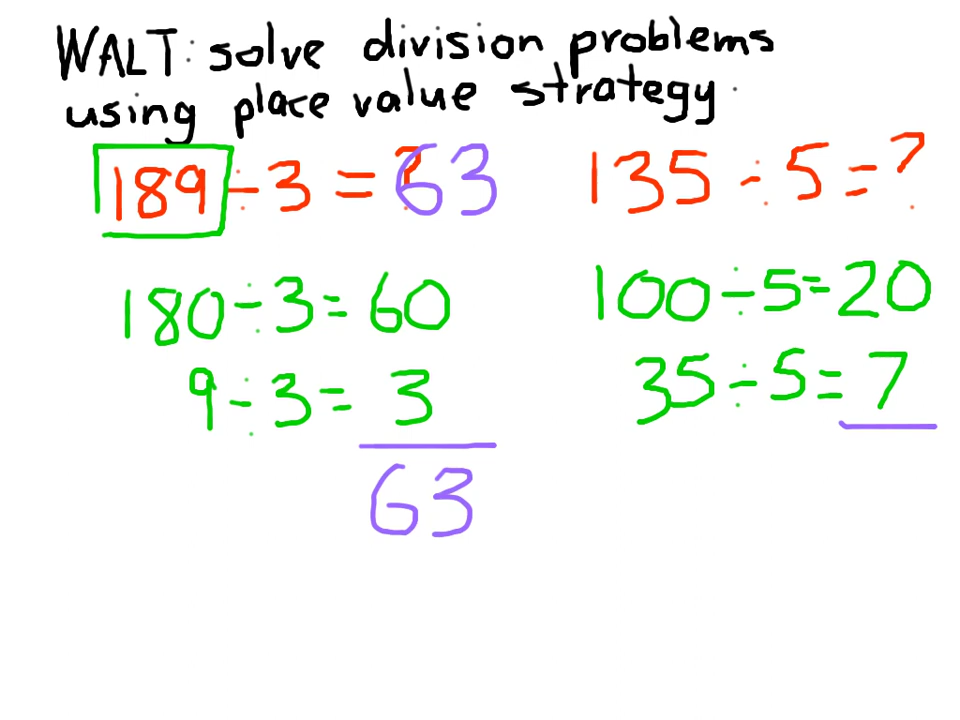 WALT: solve division problems
using place value strategy.
189 ÷ 3 = ? 63
180 ÷ 3 = 60
9 ÷ 3 = 3
63
135 ÷ 5 = ?
100 ÷ 5 = 20
35 ÷ 5 = 7